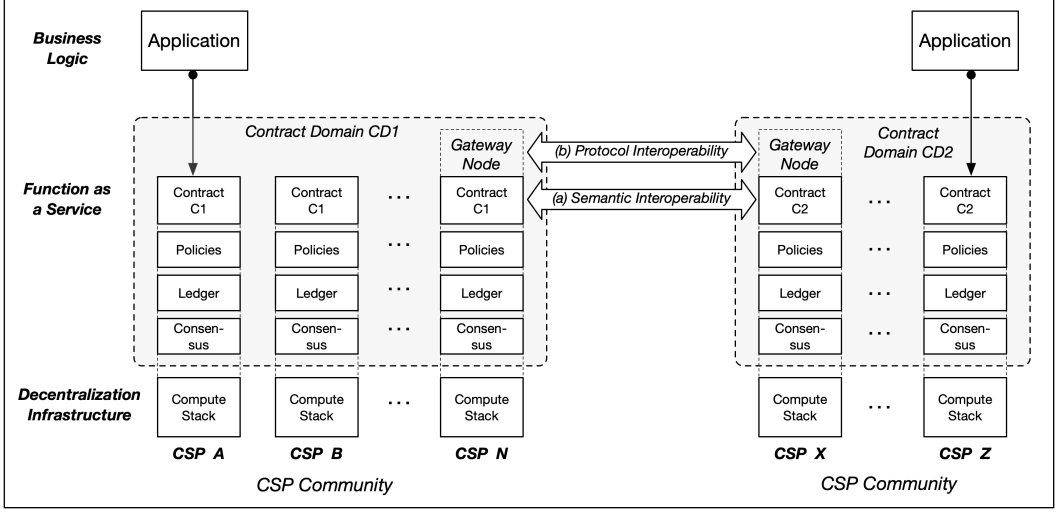 Business
Logic
Application
Application
Contract Domain CD1
Contract
Domain CD2
Gateway
Node
(b) Protocol Interoperability
Gateway
Node
Function as
a Service
Contract
C1
Contract
C1
...
Contract
C1
(a) Semantic Interoperability
Contract
C2
...
Contract
C2
Policies
Policies
...
Policies
Policies
...
Policies
Ledger
Ledger
...
Ledger
Ledger
...
Ledger
Consen-
sus
Consen-
sus
...
Consen-
sus
Consen-
sus
...
Consen-
sus
Decentralization
Infrastructure
Compute
Stack
Compute
Stack
...
Compute
Stack
Compute
Stack
...
Compute
Stack
CSP A
CSP B
CSP N
CSP X
CSP Z
CSP Community
CSP Community